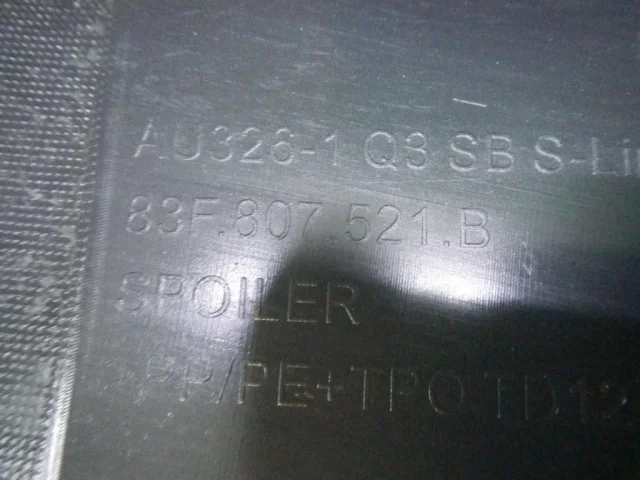 AU326-1 Q3 SB S-Li
83F.807.521.B
SPOILER
PP/PE+TPO TD12